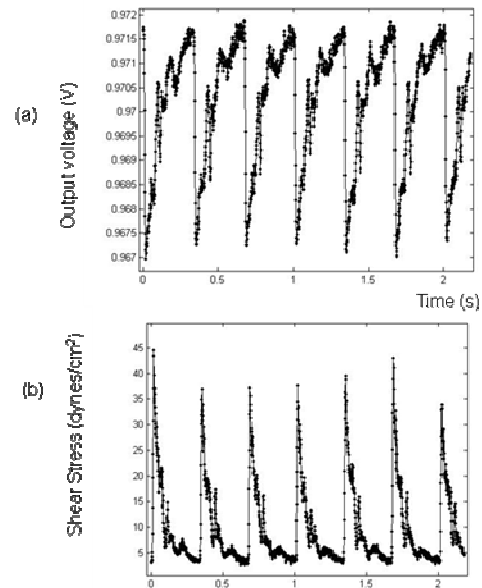 (a)
Output voltage (V)
0.972
0.9715
0.971
0.9705
0.97
0.9695
0.969
0.9685
0.968
0.9675
0.967
0 0.5 1 1.5 2
Time (s)
(b)
Shear Stress (dynes/cm²)
45
40
35
30
25
20
15
10
5
0 0.5 1 1.5 2